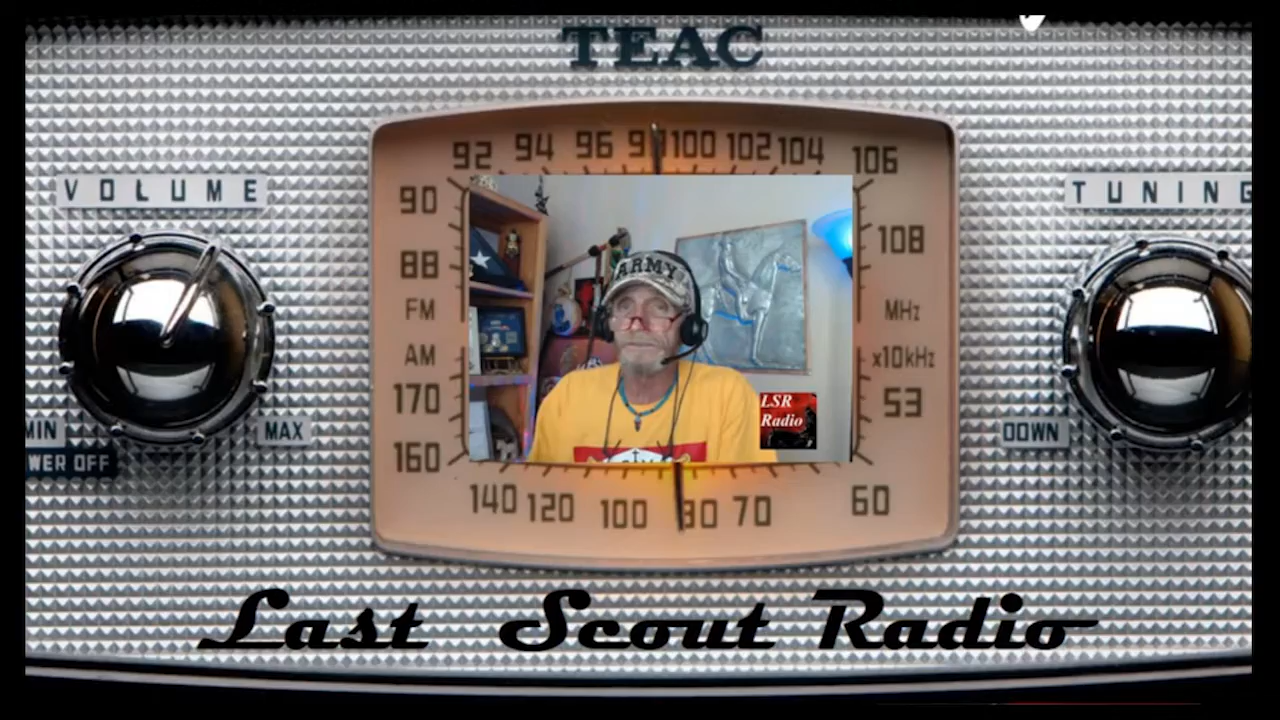 TEAC
92 94 96 100 102 104 106
90
VOLUME
TUNING
108
88
FM
MHz
ARMY
AM
x10kHz
170
53
LSR
Radio
MIN
MAX
DOWN
160
WER OFF
140 120 100 80 70 60
Last Scout Radio